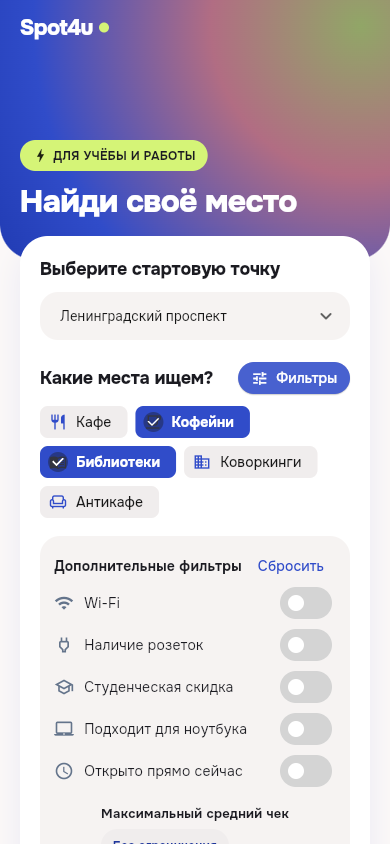 Spot4u
ДЛЯ УЧЁБЫ И РАБОТЫ
Найди своё место
Выберите стартовую точку
Ленинградский проспект
Какие места ищем?
Фильтры
Кафе
Кофейни
Библиотеки
Коворкинги
Антикафе
Дополнительные фильтры
Сбросить
Wi-Fi
Наличие розеток
Студенческая скидка
Подходит для ноутбука
Открыто прямо сейчас
Максимальный средний чек